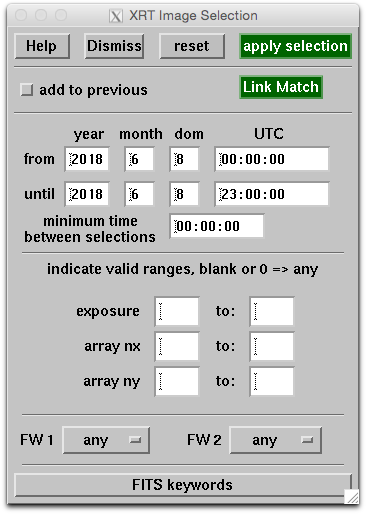 XRT Image Selection
Help Dismiss reset apply selection
add to previous Link Match
year month dom UTC
from 2018 6 8 00:00:00
until 2018 6 8 23:00:00
minimum time
between selections 00:00:00
indicate valid ranges, blank or 0 => any
exposure to:
array nx to:
array ny to:
FW 1 any FW 2 any
FITS keywords